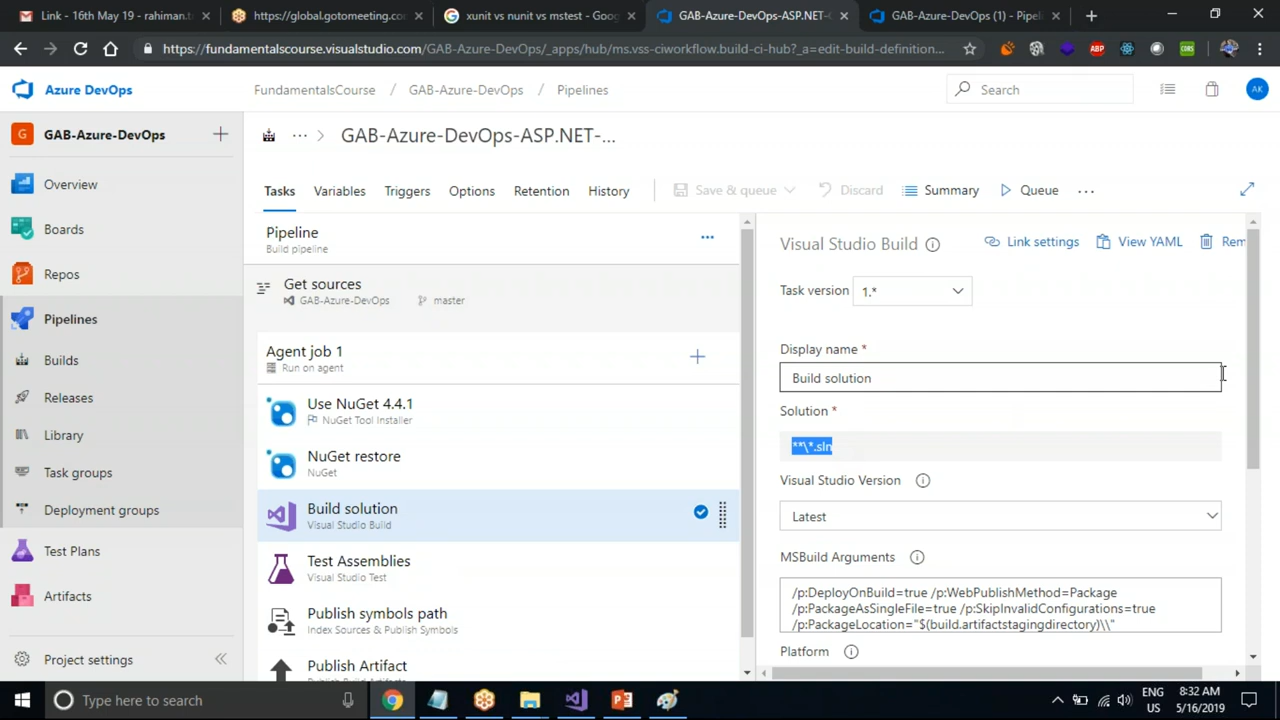 Link - 16th May 19 - rahiman.t
https://global.gotomeeting.co
xunit vs nunit vs mstest - Goog
GAB-Azure-DevOps-ASP.NET-
GAB-Azure-DevOps (1) - Pipeli
https://fundamentalscourse.visualstudio.com/GAB-Azure-DevOps/_apps/hub/ms.vss-ciworkflow.build-ci-hub?_a=edit-build-definition...
ABP
CORS
Azure DevOps
FundamentalsCourse / GAB-Azure-DevOps / Pipelines
Search
AK
G GAB-Azure-DevOps
GAB-Azure-DevOps-ASP.NET-...
Overview
Boards
Repos
Pipelines
Builds
Releases
Library
Task groups
Deployment groups
Test Plans
Artifacts
Project settings
Tasks Variables Triggers Options Retention History
Save & queue Discard Summary Queue ...
Pipeline
Build pipeline
Get sources
GAB-Azure-DevOps master
Agent job 1
Run on agent
Use NuGet 4.4.1
NuGet Tool Installer
NuGet restore
NuGet
Build solution
Visual Studio Build
Test Assemblies
Visual Studio Test
Publish symbols path
Index Sources & Publish Symbols
Publish Artifact
Publish Build Artifacts
Visual Studio Build
Link settings View YAML Rem
Task version 1.*
Display name *
Build solution
Solution *
**\*.sln
Visual Studio Version
Latest
MSBuild Arguments
/p:DeployOnBuild=true /p:WebPublishMethod=Package
/p:PackageAsSingleFile=true /p:SkipInvalidConfigurations=true
/p:PackageLocation="$(build.artifactstagingdirectory)\\"
Platform
Type here to search
ENG
US
8:32 AM
5/16/2019